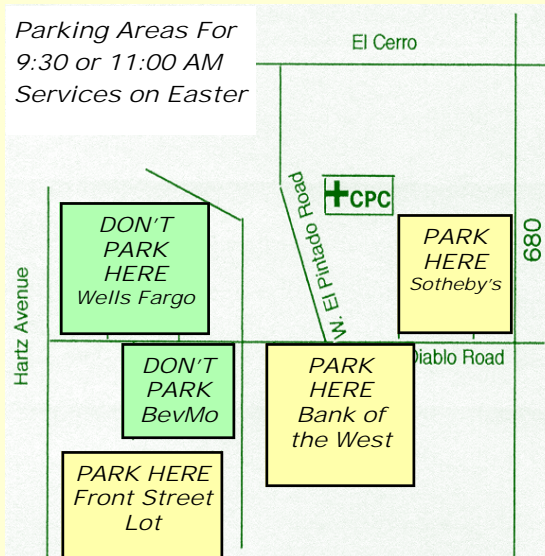 Parking Areas For
9:30 or 11:00 AM
Services on Easter
El Cerro
W. El Pintado Road
CPC
680
Hartz Avenue
DON'T
PARK
HERE
Wells Fargo
PARK
HERE
Sotheby's
DON'T
PARK
BevMo
PARK
HERE
Bank of
the West
Diablo Road
PARK HERE
Front Street
Lot